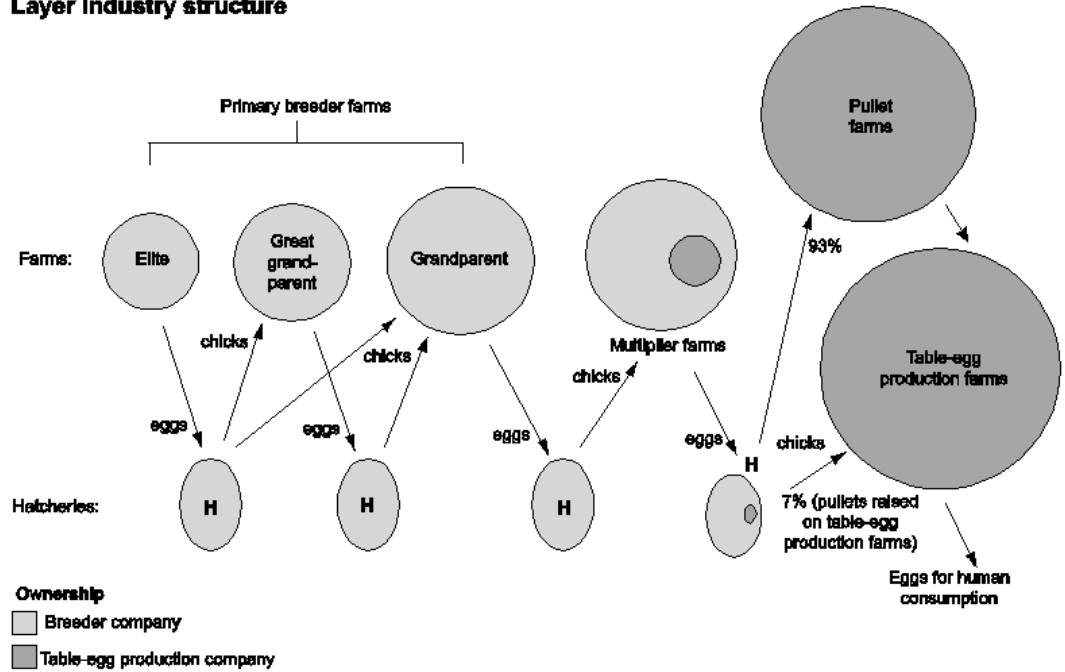 Layer industry structure
Primary breeder farms
Pullet
farms
Farms:
Elite
Great
grand-
parent
Grandparent
93%
Multiplier farms
Table-egg
production farms
chicks
chicks
chicks
eggs
eggs
eggs
eggs
chicks
Hatcheries:
H
H
H
H
7% (pullets raised
on table-egg
production farms)
Eggs for human
consumption
Ownership
Breeder company
Table-egg production company